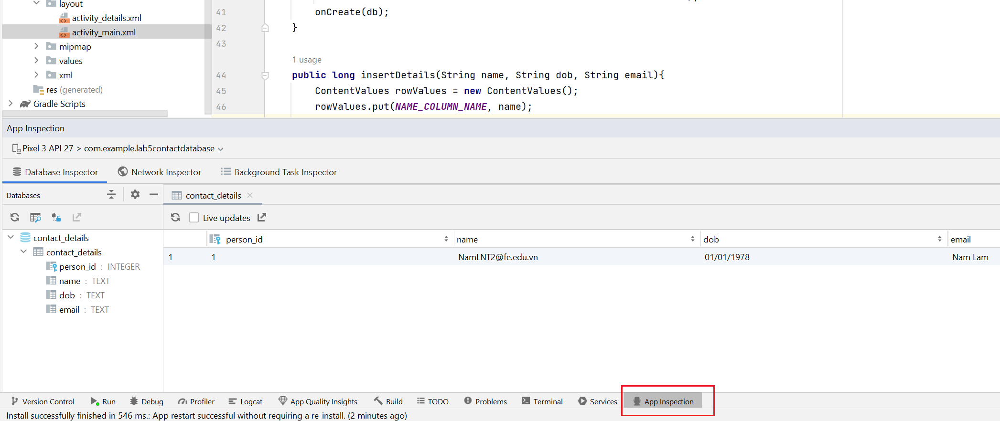 layout
activity_details.xml
activity_main.xml
mipmap
values
xml
res (generated)
Gradle Scripts
41 onCreate(db);
42 }
43
1 usage
44 public long insertDetails(String name, String dob, String email){
45 ContentValues rowValues = new ContentValues();
46 rowValues.put(NAME_COLUMN_NAME, name);
App Inspection
Pixel 3 API 27 > com.example.lab5contactdatabase
Database Inspector Network Inspector Background Task Inspector
Databases
contact_details
Live updates
contact_details
contact_details
person_id : INTEGER
name : TEXT
dob : TEXT
email : TEXT
person_id name dob email
1 1 NamLNT2@fe.edu.vn 01/01/1978 Nam Lam
Version Control Run Debug Profiler Logcat App Quality Insights Build TODO Problems Terminal Services App Inspection
Install successfully finished in 546 ms.: App restart successful without requiring a re-install. (2 minutes ago)